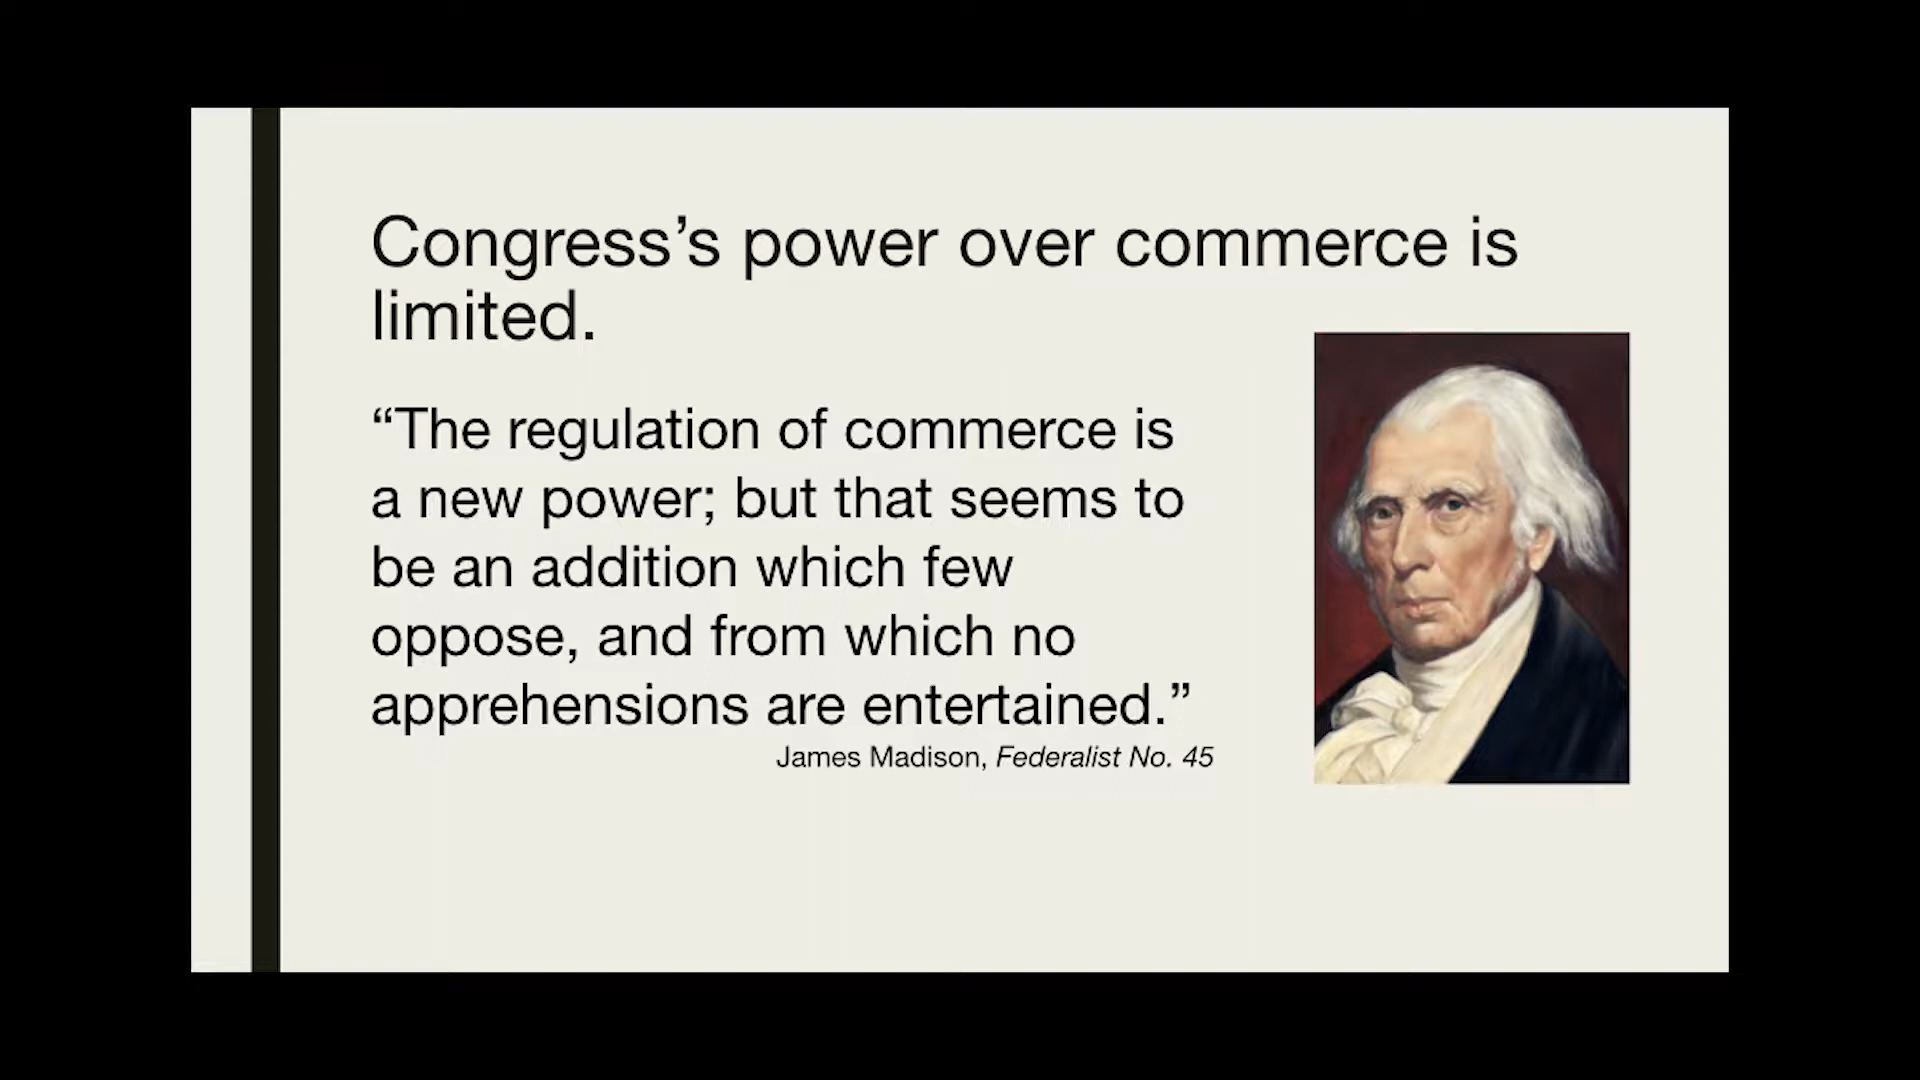 Congress’s power over commerce is
limited.
“The regulation of commerce is
a new power; but that seems to
be an addition which few
oppose, and from which no
apprehensions are entertained.”
James Madison, Federalist No. 45